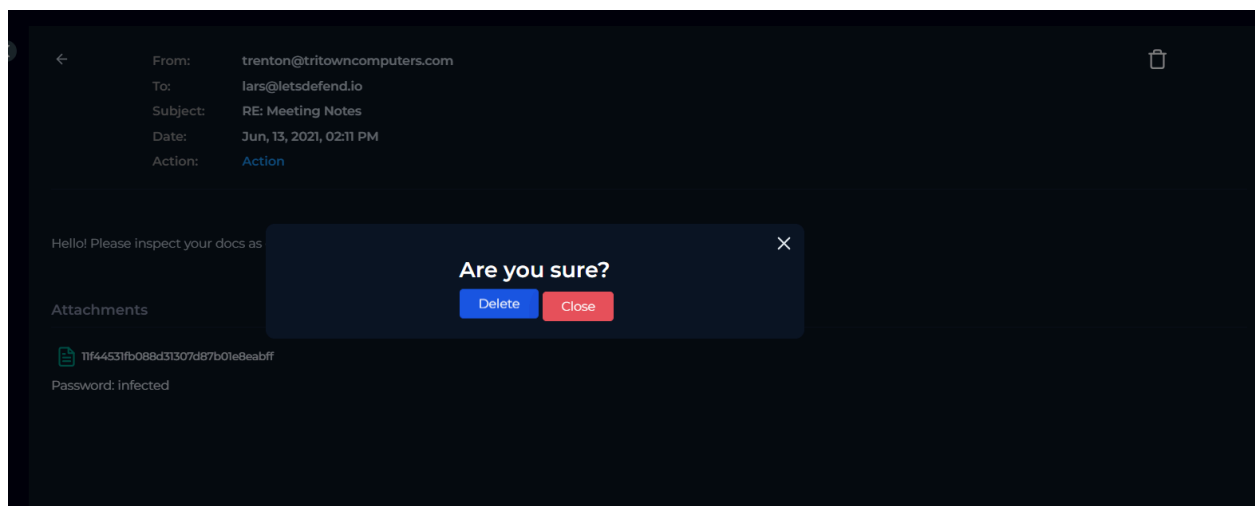 From: trenton@tritowncomputers.com
To: lars@letsdefend.io
Subject: RE: Meeting Notes
Date: Jun, 13, 2021, 02:11 PM
Action: Action
Hello! Please inspect your docs as
Are you sure?
Delete Close
Attachments
11f44531fb088d31307d87b01e8eabff
Password: infected